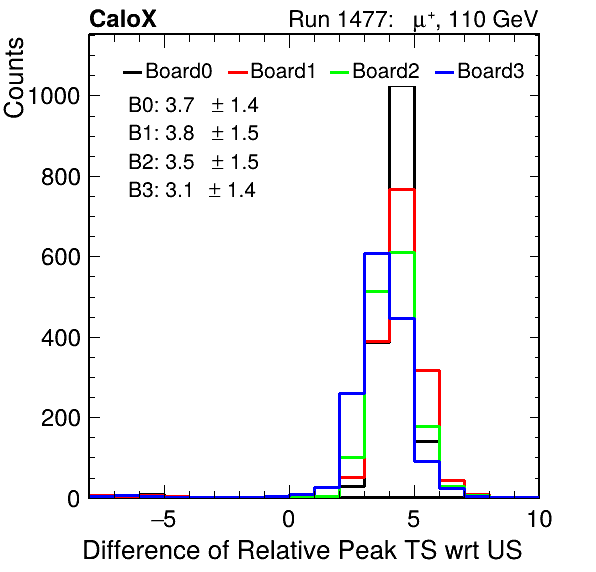 CaloX Run 1477: μ⁺, 110 GeV
Counts
Board0 Board1 Board2 Board3
B0: 3.7 ± 1.4
B1: 3.8 ± 1.5
B2: 3.5 ± 1.5
B3: 3.1 ± 1.4
1000
800
600
400
200
0
−5 0 5 10
Difference of Relative Peak TS wrt US